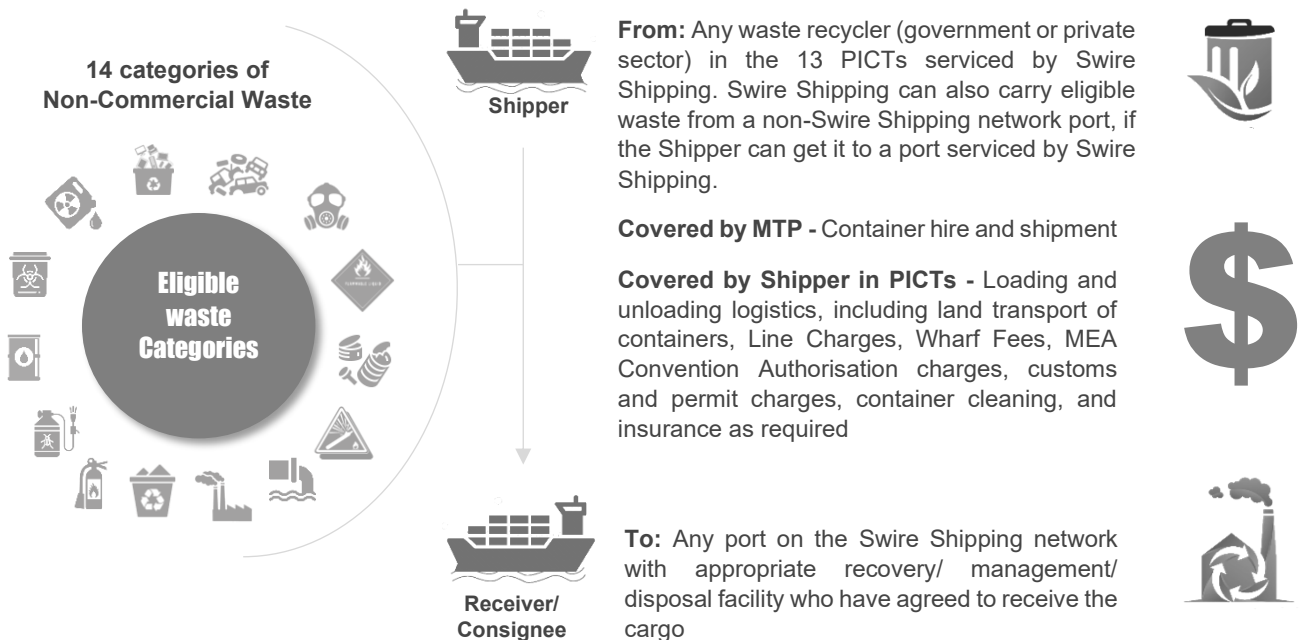 14 categories of
Non-Commercial Waste
Eligible
waste
Categories
Shipper
From: Any waste recycler (government or private
sector) in the 13 PICTs serviced by Swire
Shipping. Swire Shipping can also carry eligible
waste from a non-Swire Shipping network port, if
the Shipper can get it to a port serviced by Swire
Shipping.
Covered by MTP - Container hire and shipment
Covered by Shipper in PICTs - Loading and
unloading logistics, including land transport of
containers, Line Charges, Wharf Fees, MEA
Convention Authorisation charges, customs
and permit charges, container cleaning, and
insurance as required
Receiver/
Consignee
To: Any port on the Swire Shipping network
with appropriate recovery/ management/
disposal facility who have agreed to receive the
cargo
$